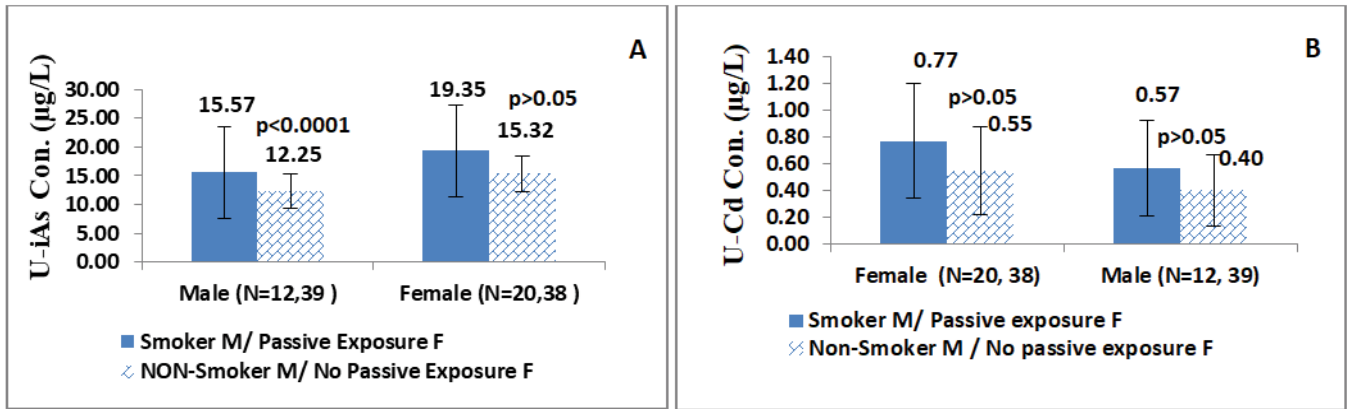 A
U-iAs Con. (µg/L)
30.00
25.00
20.00
15.00
10.00
5.00
0.00
15.57
p<0.0001
12.25
19.35
p>0.05
15.32
Male (N=12,39 )
Female (N=20,38 )
Smoker M/ Passive Exposure F
NON-Smoker M/ No Passive Exposure F
B
U-Cd Con. (µg/L)
1.40
1.20
1.00
0.80
0.60
0.40
0.20
0.00
0.77
p>0.05
0.55
0.57
p>0.05
0.40
Female (N=20, 38)
Male (N=12, 39)
Smoker M/ Passive exposure F
Non-Smoker M / No passive exposure F